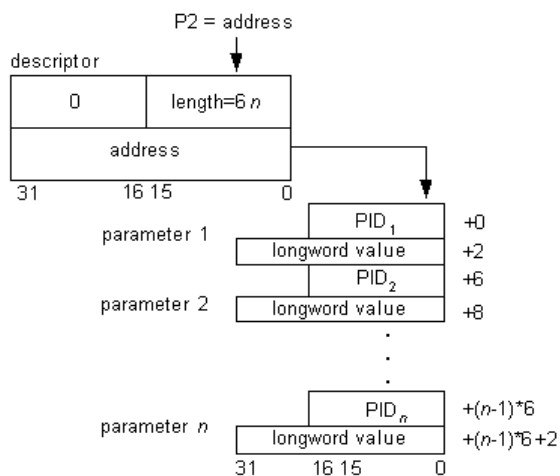 P2 = address
descriptor
0 length=6n
address
31 16 15 0
parameter 1 PID1 +0
longword value +2
PID2 +6
parameter 2 longword value +8
.
.
.
parameter n PIDn +(n-1)*6
longword value +(n-1)*6+2
31 16 15 0